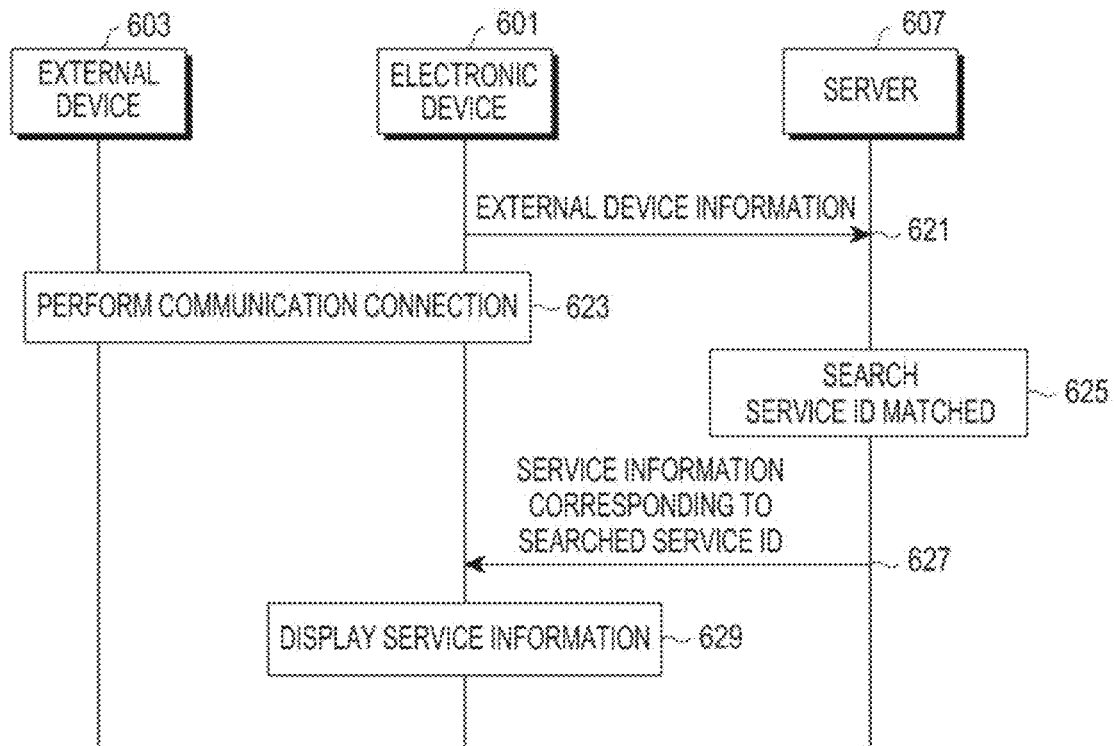 603
601
607
EXTERNAL
DEVICE
ELECTRONIC
DEVICE
SERVER
EXTERNAL DEVICE INFORMATION
621
PERFORM COMMUNICATION CONNECTION
623
SEARCH
SERVICE ID MATCHED
625
SERVICE INFORMATION
CORRESPONDING TO
SEARCHED SERVICE ID
627
DISPLAY SERVICE INFORMATION
629